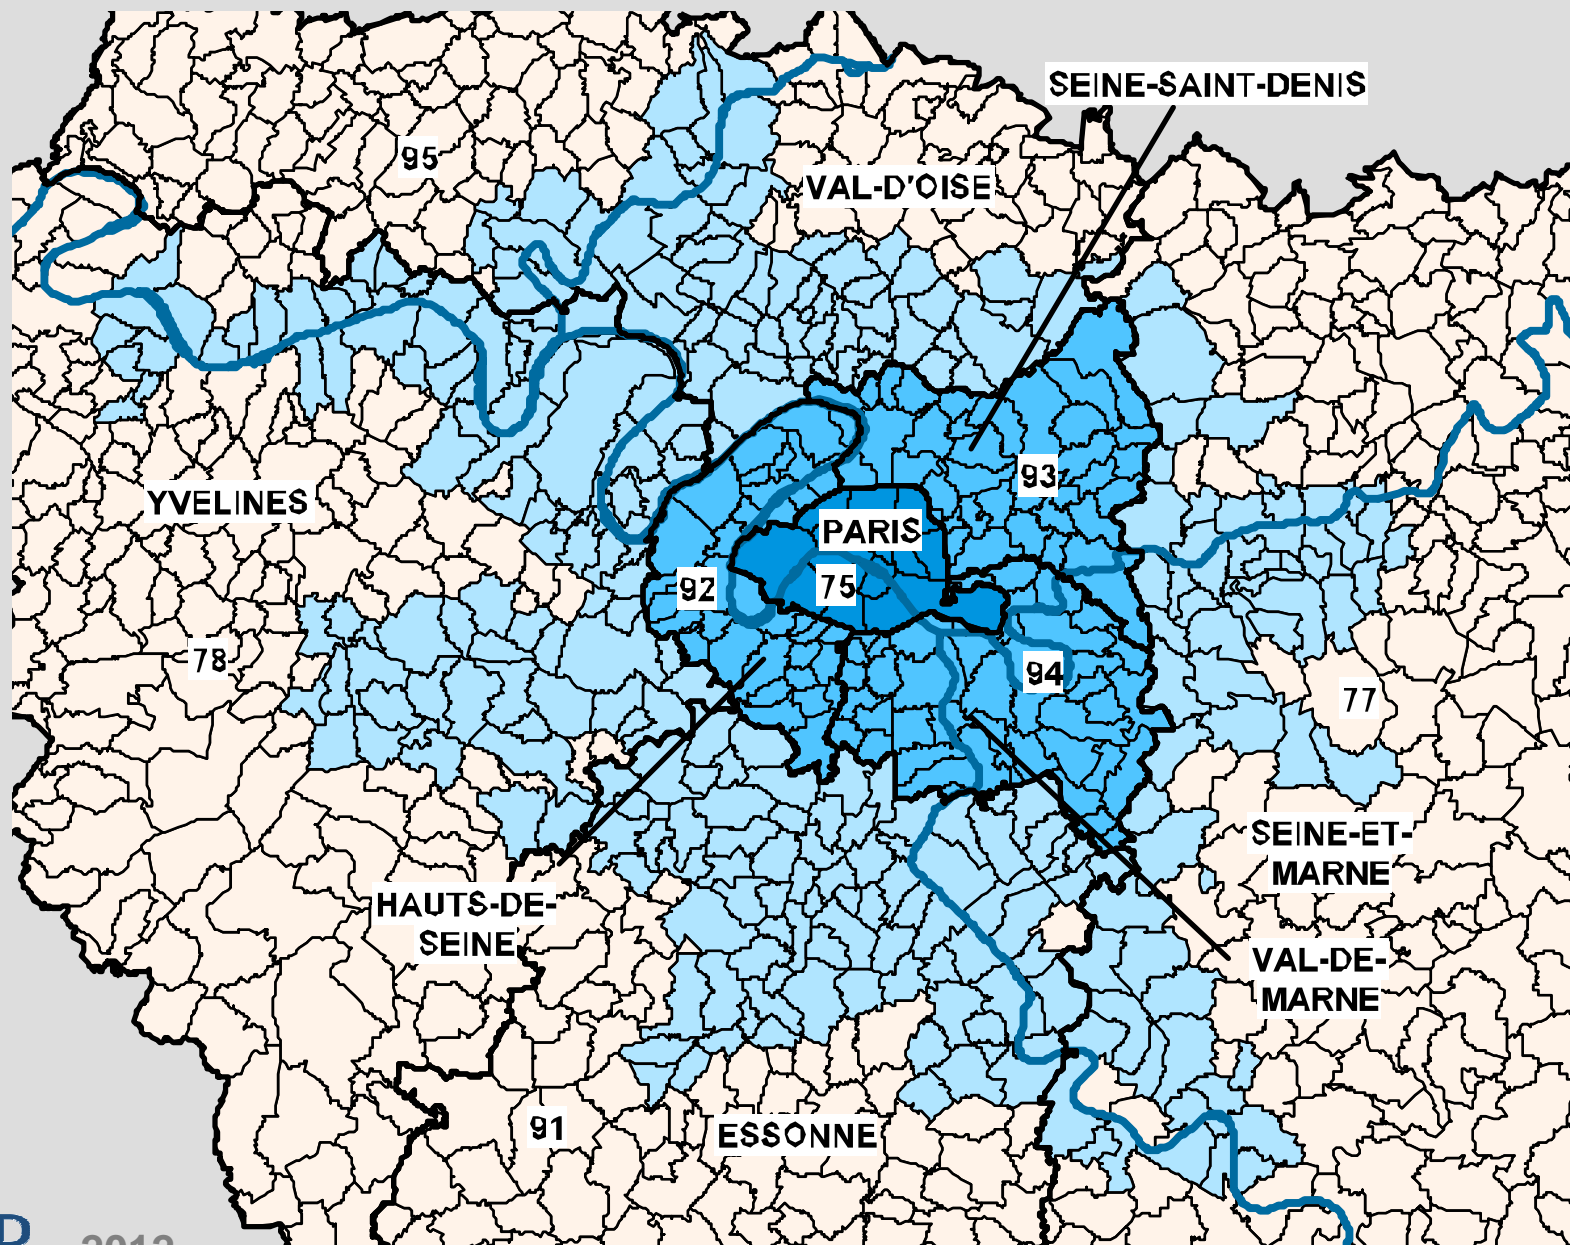 SEINE-SAINT-DENIS
95
VAL-D'OISE
93
YVELINES
PARIS
92
75
78
94
77
SEINE-ET-
MARNE
HAUTS-DE-
SEINE
VAL-DE-
MARNE
91
ESSONNE